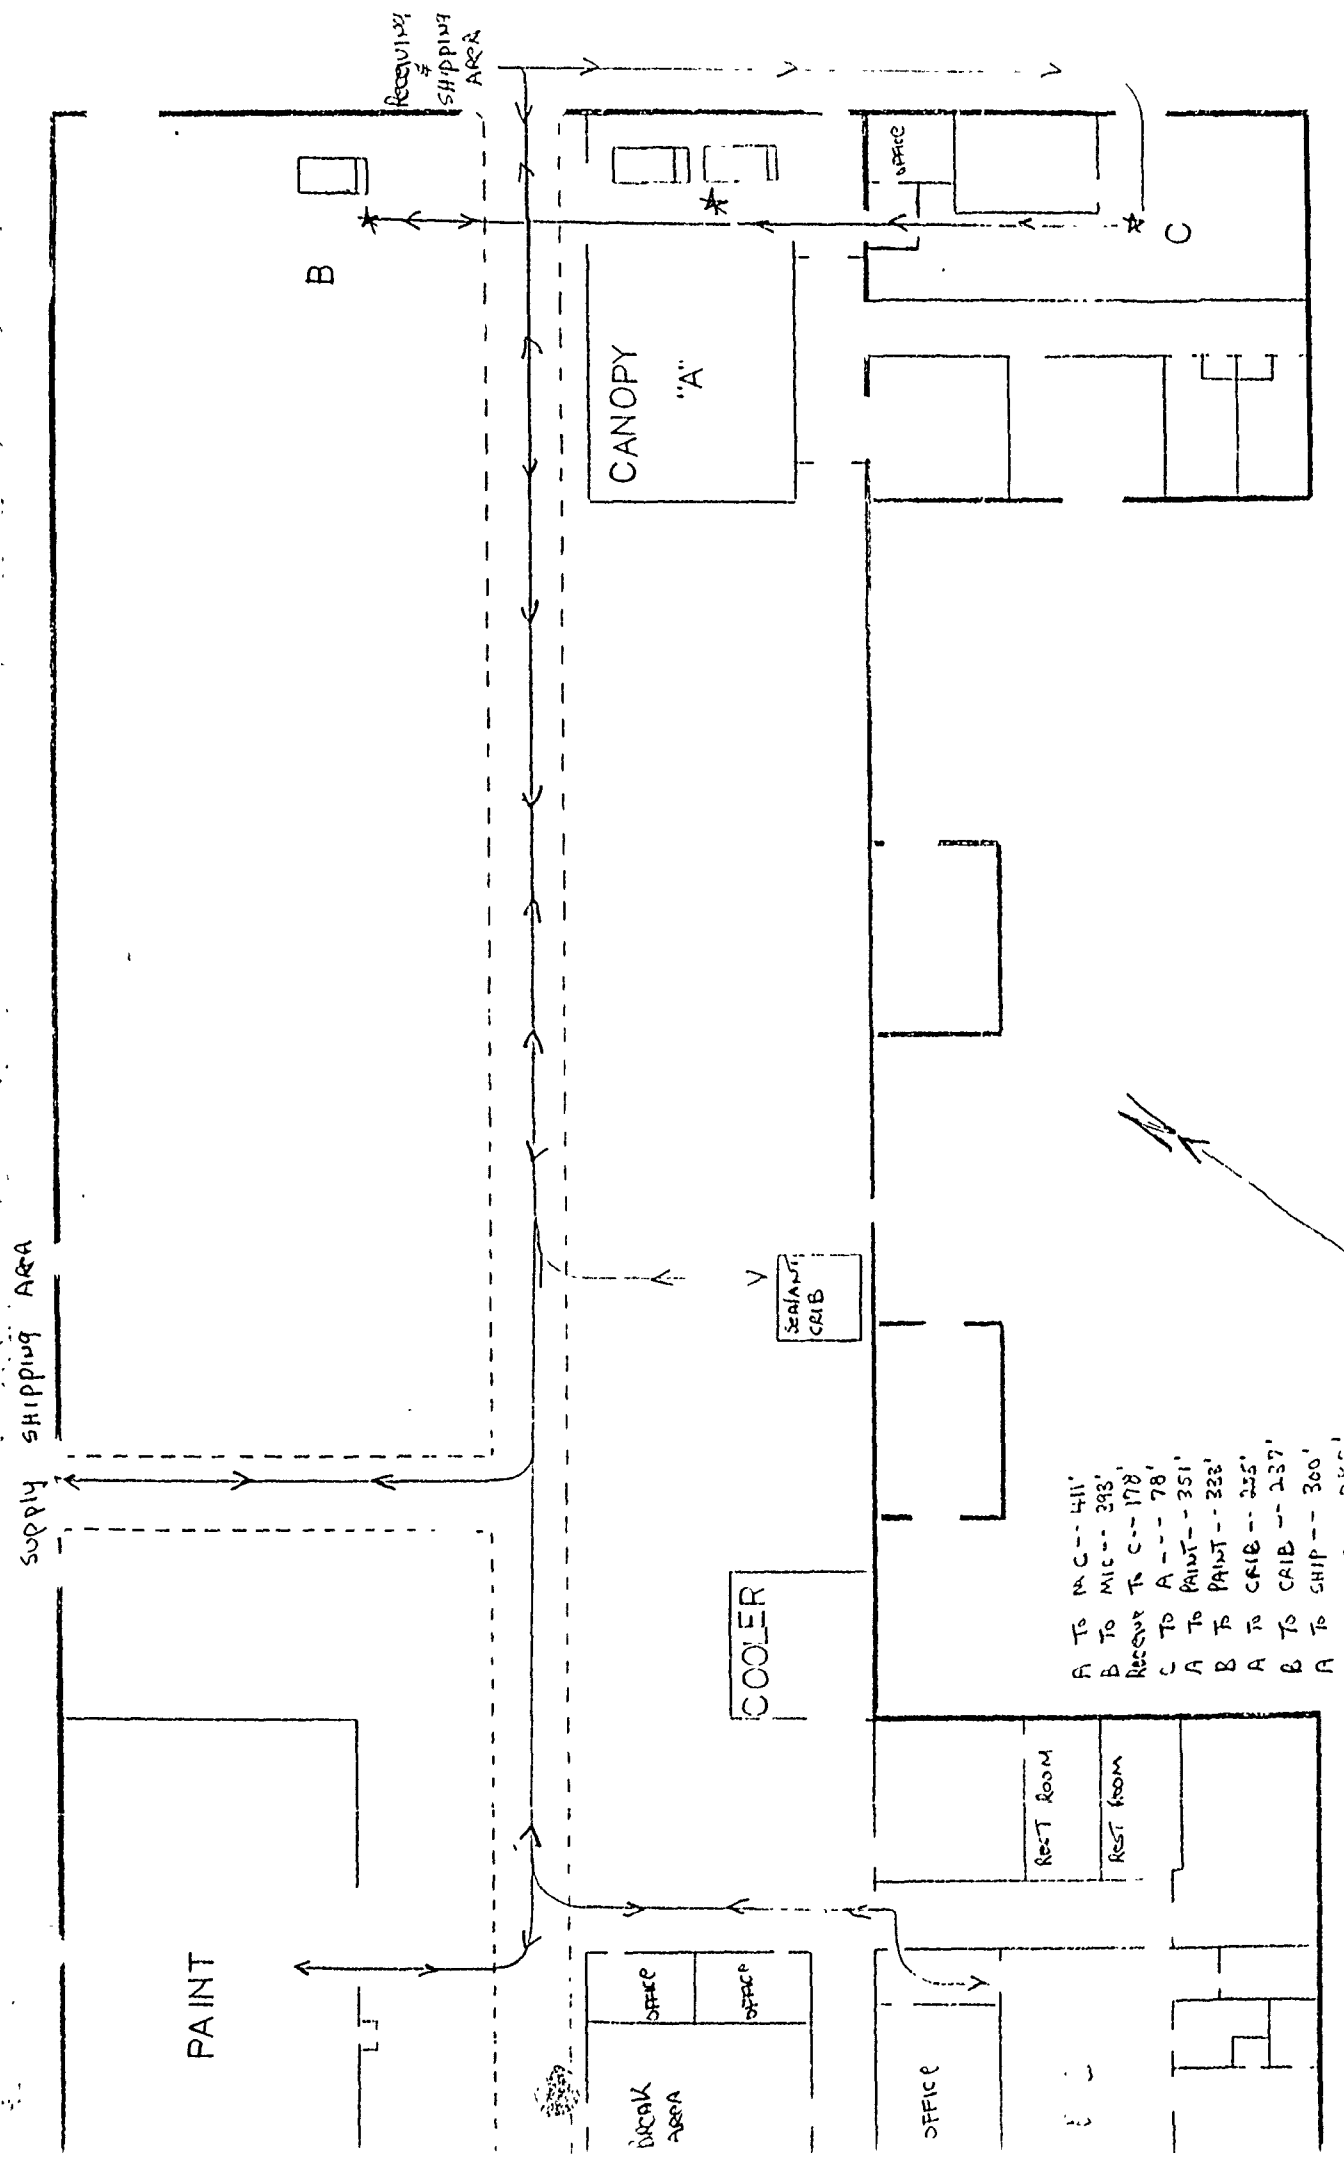 Receiving
&
Shipping
Area
B
CANOPY
"A"
OFFICE
C
SUPPLY SHIPPING AREA
SEALANT
CRIB
COOLER
PAINT
OFFICE
OFFICE
BREAK
AREA
OFFICE
REST ROOM
REST ROOM
N
A TO MIC -- 411'
B TO MIC -- 393'
Receive To C -- 178'
C TO A --- 78'
A TO PAINT -- 351'
B TO PAINT -- 333'
A TO CRIB -- 255'
B TO CRIB -- 237'
A TO SHIP -- 300'